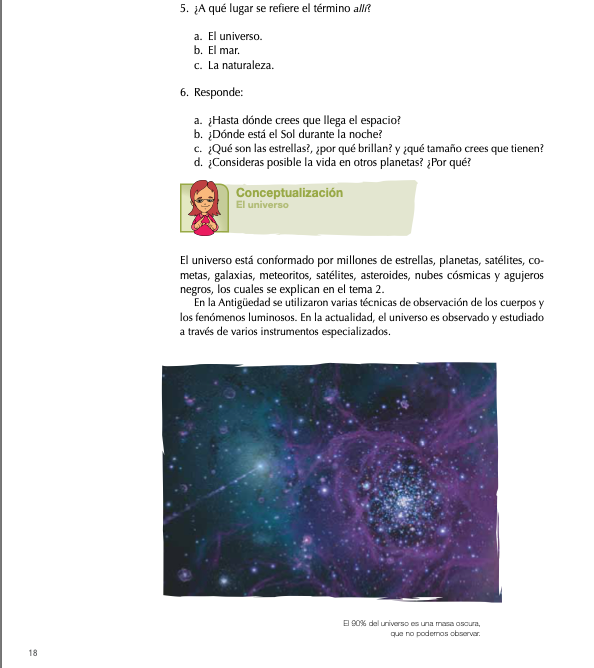 5. ¿A qué lugar se refiere el término allí?
a. El universo.
b. El mar.
c. La naturaleza.
6. Responde:
a. ¿Hasta dónde crees que llega el espacio?
b. ¿Dónde está el Sol durante la noche?
c. ¿Qué son las estrellas?, ¿por qué brillan? y ¿qué tamaño crees que tienen?
d. ¿Consideras posible la vida en otros planetas? ¿Por qué?
Conceptualización
El universo
El universo está conformado por millones de estrellas, planetas, satélites, co-
metas, galaxias, meteoritos, satélites, asteroides, nubes cósmicas y agujeros
negros, los cuales se explican en el tema 2.
En la Antigüedad se utilizaron varias técnicas de observación de los cuerpos y
los fenómenos luminosos. En la actualidad, el universo es observado y estudiado
a través de varios instrumentos especializados.
El 90% del universo es una masa oscura,
que no podemos observar.
18